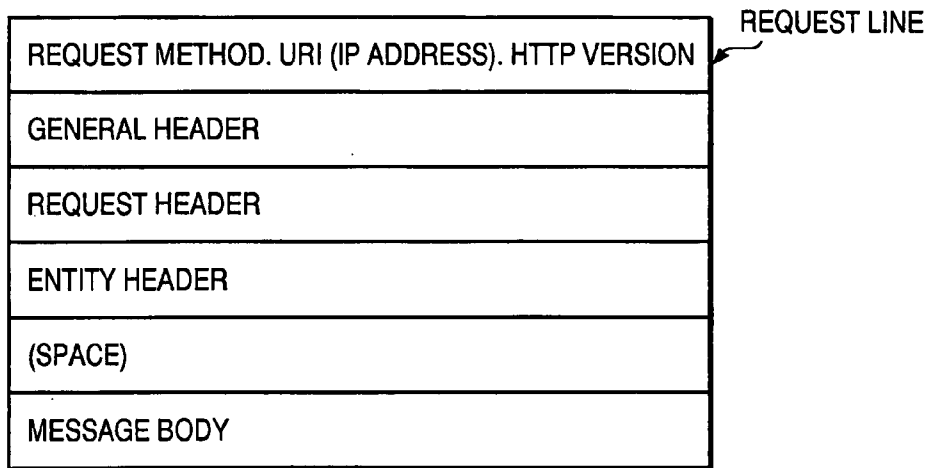 REQUEST LINE
REQUEST METHOD. URI (IP ADDRESS). HTTP VERSION
GENERAL HEADER
REQUEST HEADER
ENTITY HEADER
(SPACE)
MESSAGE BODY